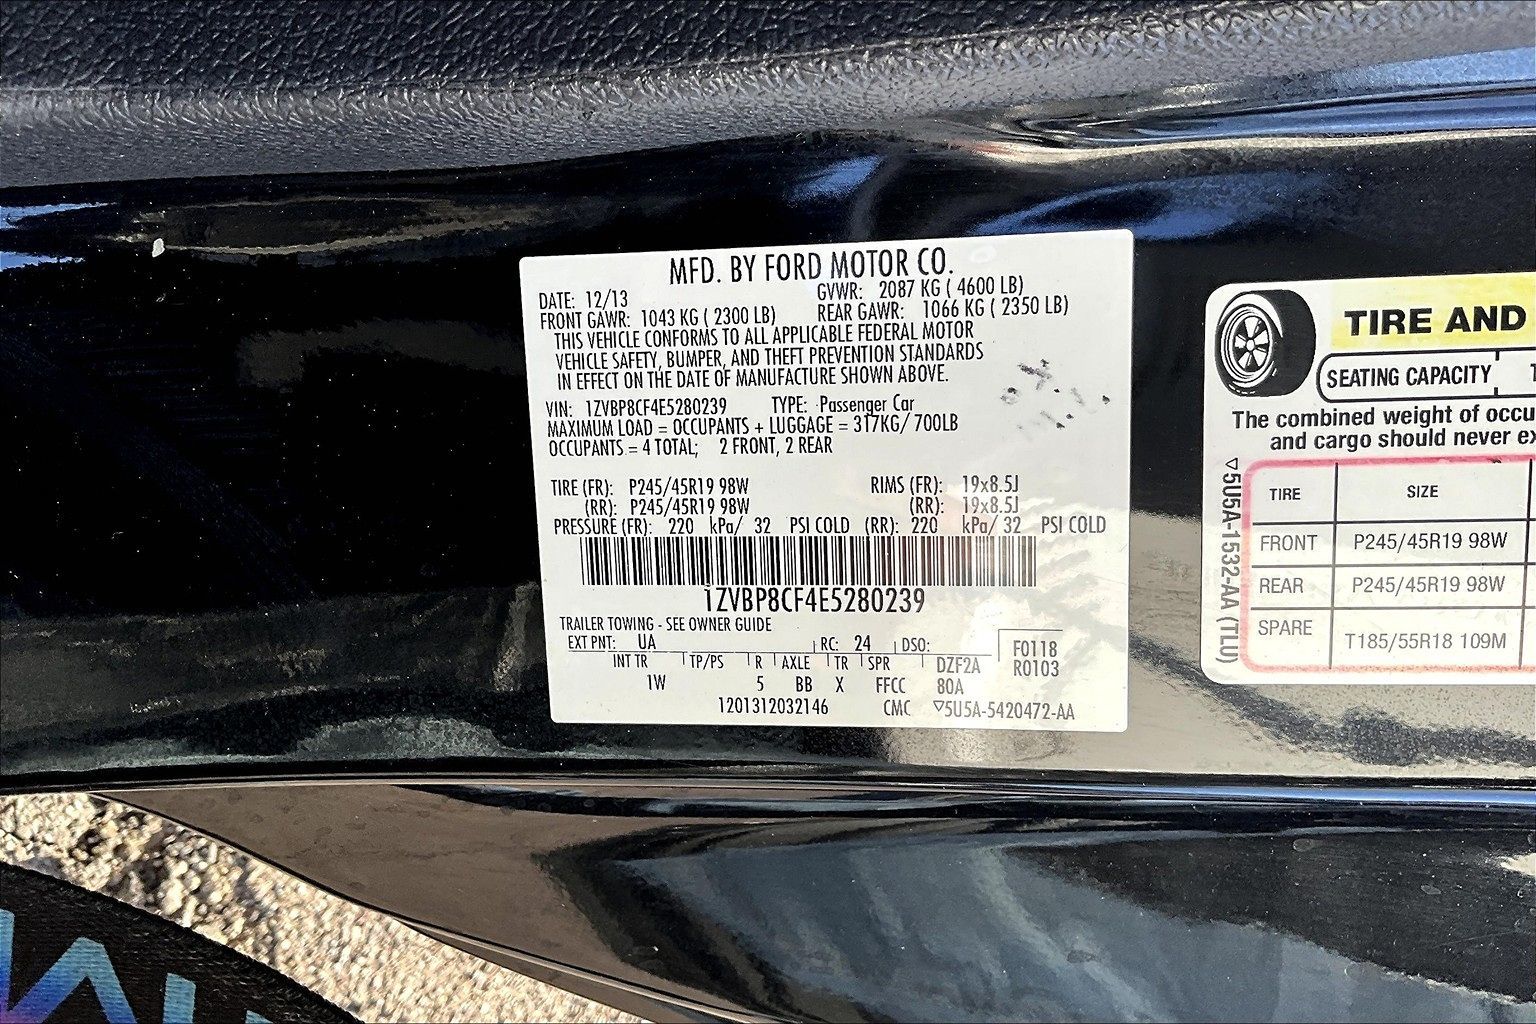 MFD. BY FORD MOTOR CO.
DATE: 12/13 GVWR: 2087 KG ( 4600 LB)
FRONT GAWR: 1043 KG ( 2300 LB) REAR GAWR: 1066 KG ( 2350 LB)
THIS VEHICLE CONFORMS TO ALL APPLICABLE FEDERAL MOTOR
VEHICLE SAFETY, BUMPER, AND THEFT PREVENTION STANDARDS
IN EFFECT ON THE DATE OF MANUFACTURE SHOWN ABOVE.
VIN: 1ZVBP8CF4E5280239 TYPE: Passenger Car
MAXIMUM LOAD = OCCUPANTS + LUGGAGE = 317KG/ 700LB
OCCUPANTS = 4 TOTAL; 2 FRONT, 2 REAR
TIRE (FR): P245/45R19 98W RIMS (FR): 19x8.5J
(RR): P245/45R19 98W (RR): 19x8.5J
PRESSURE (FR): 220 kPa/ 32 PSI COLD (RR): 220 kPa/ 32 PSI COLD
1ZVBP8CF4E5280239
TRAILER TOWING - SEE OWNER GUIDE
EXT PNT: UA RC: 24 DSO: F0118
INT TR TP/PS R AXLE TR SPR DZF2A R0103
1W 5 BB X FFCC 80A
1201312032146 CMC ▽5U5A-5420472-AA
TIRE AND
SEATING CAPACITY
The combined weight of occu
and cargo should never ex
▽5U5A-1532-AA (TLU)
TIRE SIZE
FRONT P245/45R19 98W
REAR P245/45R19 98W
SPARE T185/55R18 109M